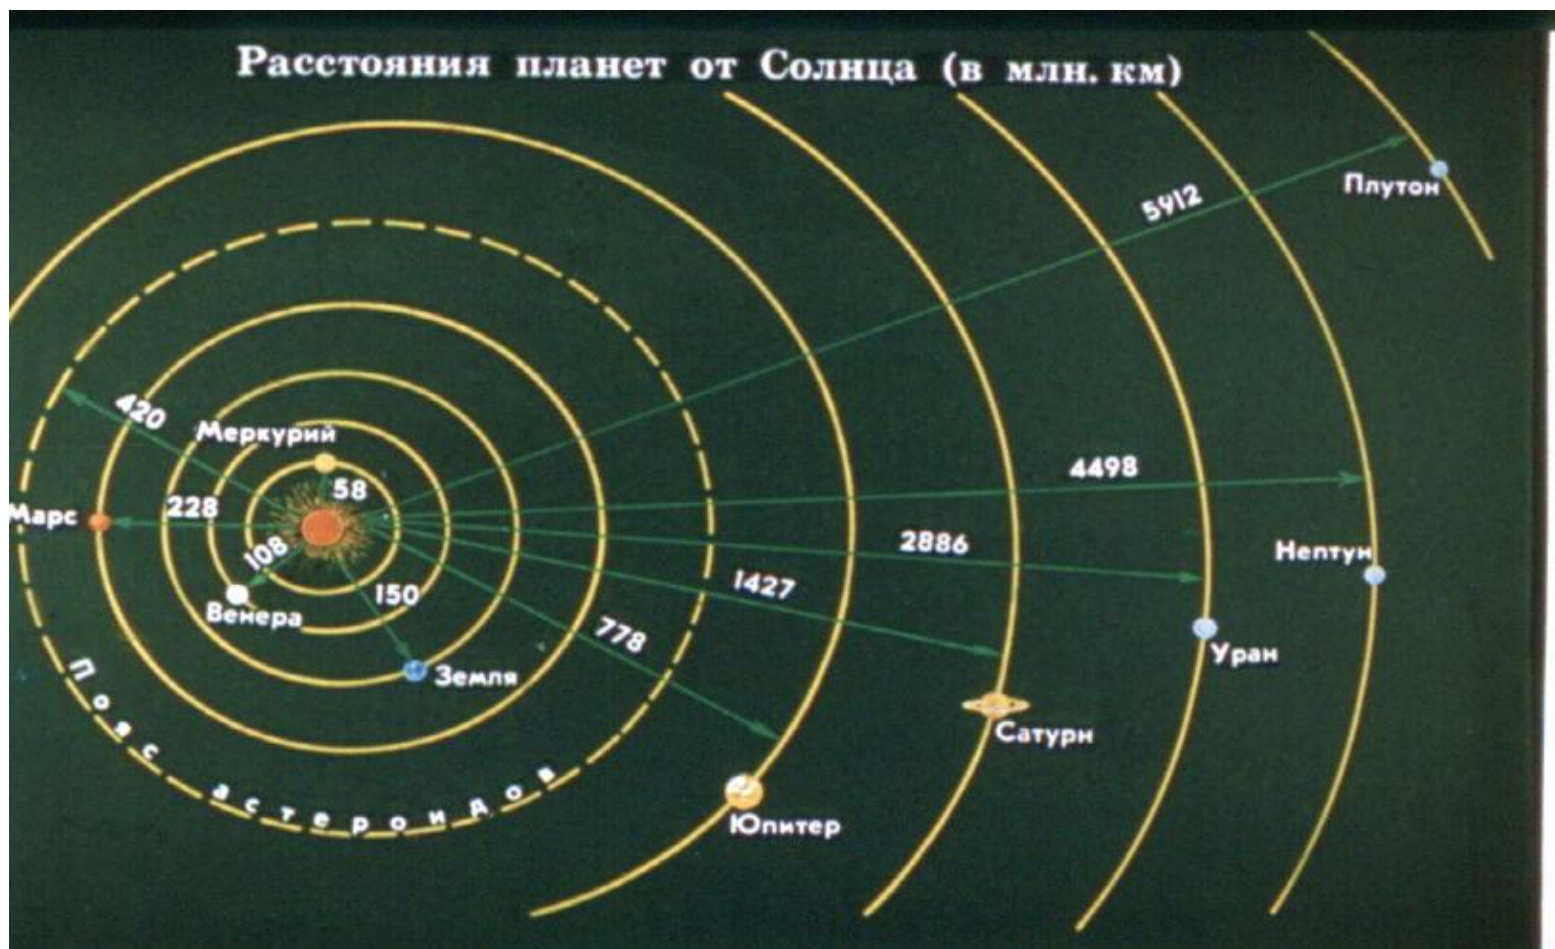 Расстояния планет от Солнца (в млн. км)
5912
Плутон
420
Меркурий
58
4498
Марс
228
108
2886
Нептун
Венера
150
1427
778
Уран
Земля
Сатурн
Пояс астероидов
Юпитер